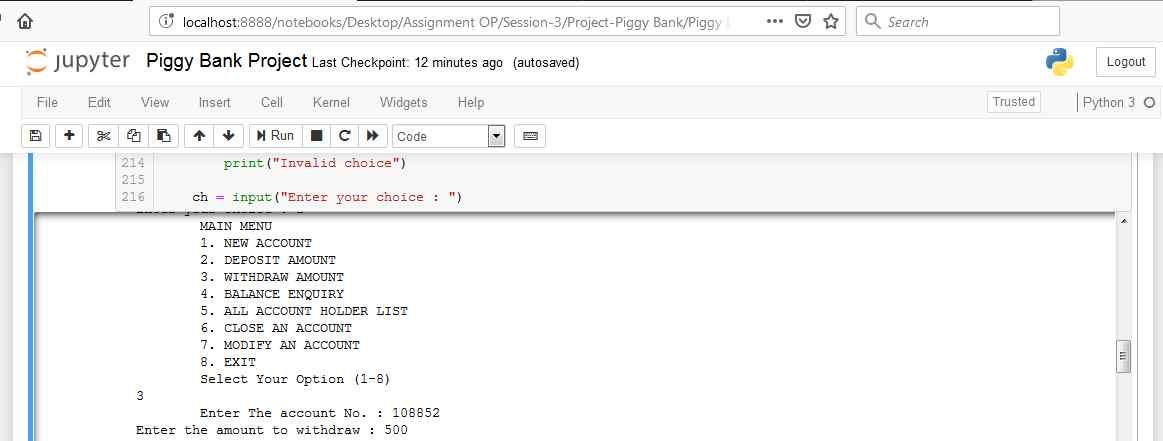 localhost:8888/notebooks/Desktop/Assignment OP/Session-3/Project-Piggy Bank/Piggy
Search
jupyter Piggy Bank Project Last Checkpoint: 12 minutes ago (autosaved)
Logout
File Edit View Insert Cell Kernel Widgets Help
Trusted
Python 3
Run
Code
214 print("Invalid choice")
215
216 ch = input("Enter your choice : ")
MAIN MENU
1. NEW ACCOUNT
2. DEPOSIT AMOUNT
3. WITHDRAW AMOUNT
4. BALANCE ENQUIRY
5. ALL ACCOUNT HOLDER LIST
6. CLOSE AN ACCOUNT
7. MODIFY AN ACCOUNT
8. EXIT
Select Your Option (1-8)
3
Enter The account No. : 108852
Enter the amount to withdraw : 500